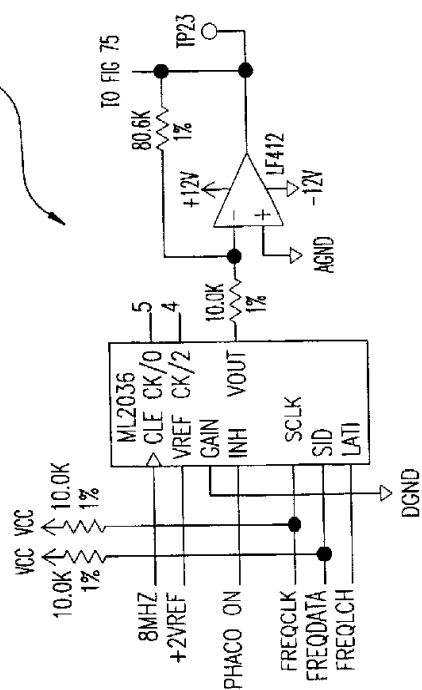 TO FIG 75
TP23
80.6K
1%
+12V
LF412
-
+
-12V
AGND
10.0K
1%
ML2036
CLE
CK/0
5
CK/2
4
VREF
GAIN
INH
VOUT
SCLK
SID
LATI
VCC
VCC
10.0K
1%
10.0K
1%
8MHZ
+2VREF
PHACO ON
FREQCLK
FREQDATA
FREQLCH
DGND